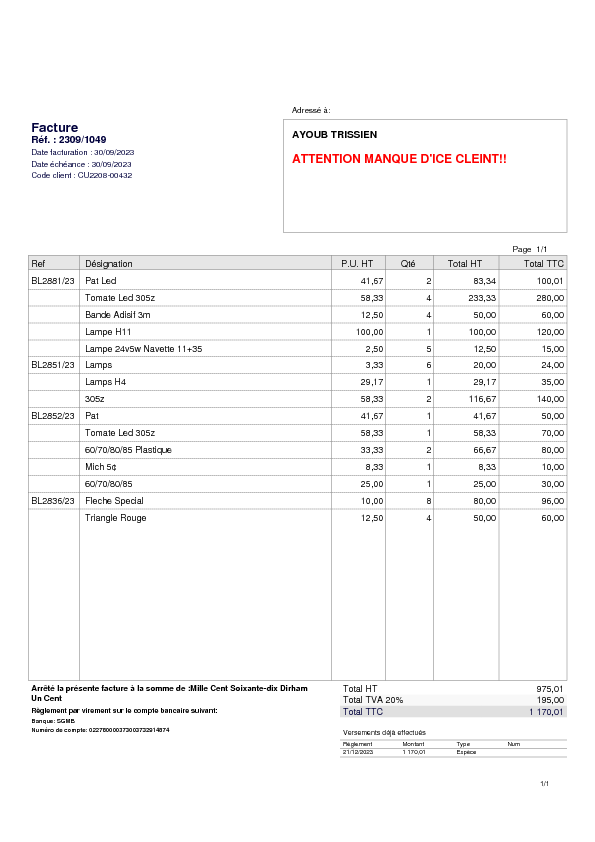 Adressé à:
Facture
Réf. : 2309/1049
Date facturation : 30/09/2023
Date échéance : 30/09/2023
Code client : CU2208-00432
AYOUB TRISSIEN
ATTENTION MANQUE D'ICE CLEINT!!
Page 1/1
Ref Désignation P.U. HT Qté Total HT Total TTC
BL2881/23 Pat Led 41,67 2 83,34 100,01
Tomate Led 305z 58,33 4 233,33 280,00
Bande Adisif 3m 12,50 4 50,00 60,00
Lampe H11 100,00 1 100,00 120,00
Lampe 24v5w Navette 11+35 2,50 5 12,50 15,00
BL2851/23 Lamps 3,33 6 20,00 24,00
Lamps H4 29,17 1 29,17 35,00
305z 58,33 2 116,67 140,00
BL2852/23 Pat 41,67 1 41,67 50,00
Tomate Led 305z 58,33 1 58,33 70,00
60/70/80/85 Plastique 33,33 2 66,67 80,00
Mich 5¢ 8,33 1 8,33 10,00
60/70/80/85 25,00 1 25,00 30,00
BL2836/23 Fleche Special 10,00 8 80,00 96,00
Triangle Rouge 12,50 4 50,00 60,00
Arrêté la présente facture à la somme de :Mille Cent Soixante-dix Dirham
Un Cent
Règlement par virement sur le compte bancaire suivant:
Banque: SGMB
Numéro de compte:
Total HT 975,01
Total TVA 20% 195,00
Total TTC 1 170,01
Versements déjà effectués
Règlement Montant Type Num
21/12/2023 1 170,01 Espèce
1/1